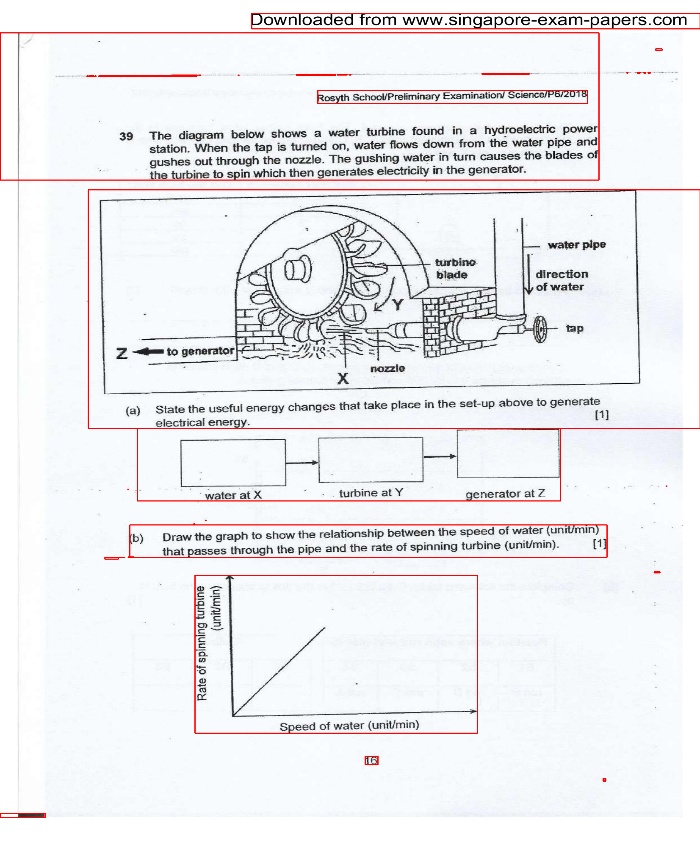 Downloaded from www.singapore-exam-papers.com
Rosyth School/Preliminary Examination/ Science/P6/2018
39 The diagram below shows a water turbine found in a hydroelectric power
station. When the tap is turned on, water flows down from the water pipe and
gushes out through the nozzle. The gushing water in turn causes the blades of
the turbine to spin which then generates electricity in the generator.
water pipe
turbine
blade
direction
of water
Y
tap
Z to generator
nozzle
X
(a) State the useful energy changes that take place in the set-up above to generate
electrical energy. [1]
water at X turbine at Y generator at Z
(b) Draw the graph to show the relationship between the speed of water (unit/min)
that passes through the pipe and the rate of spinning turbine (unit/min). [1]
Rate of spinning turbine
(unit/min)
Speed of water (unit/min)
16